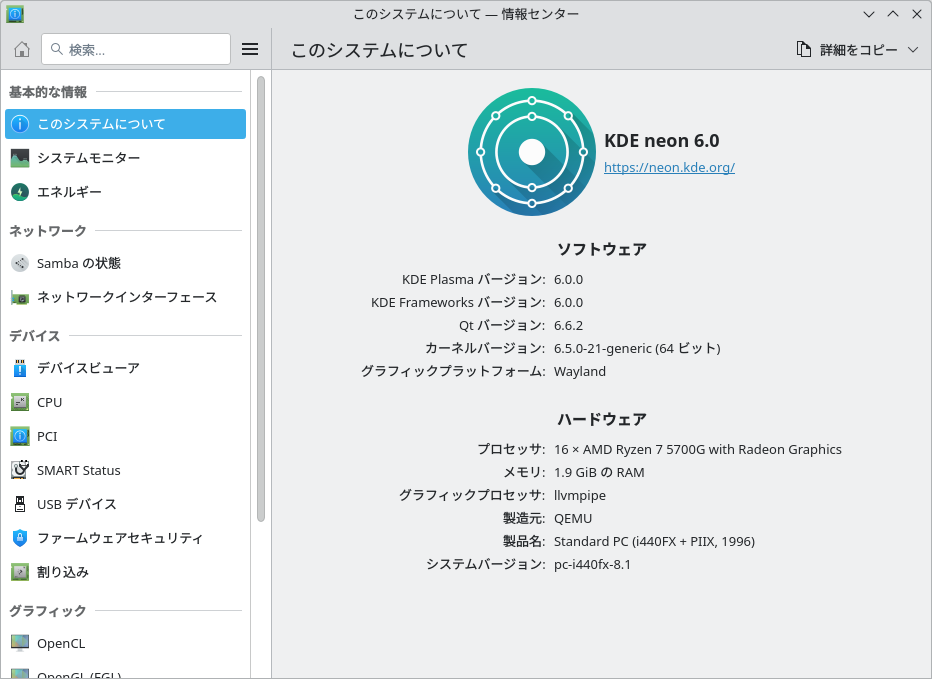 このシステムについて — 情報センター
検索...
このシステムについて
詳細をコピー
基本的な情報
このシステムについて
システムモニター
エネルギー
ネットワーク
Samba の状態
ネットワークインターフェース
デバイス
デバイスビューア
CPU
PCI
SMART Status
USB デバイス
ファームウェアセキュリティ
割り込み
グラフィック
OpenCL
OpenGL (EGL)
KDE neon 6.0
https://neon.kde.org/
ソフトウェア
KDE Plasma バージョン: 6.0.0
KDE Frameworks バージョン: 6.0.0
Qt バージョン: 6.6.2
カーネルバージョン: 6.5.0-21-generic (64 ビット)
グラフィックプラットフォーム: Wayland
ハードウェア
プロセッサ: 16 × AMD Ryzen 7 5700G with Radeon Graphics
メモリ: 1.9 GiB の RAM
グラフィックプロセッサ: llvmpipe
製造元: QEMU
製品名: Standard PC (i440FX + PIIX, 1996)
システムバージョン: pc-i440fx-8.1